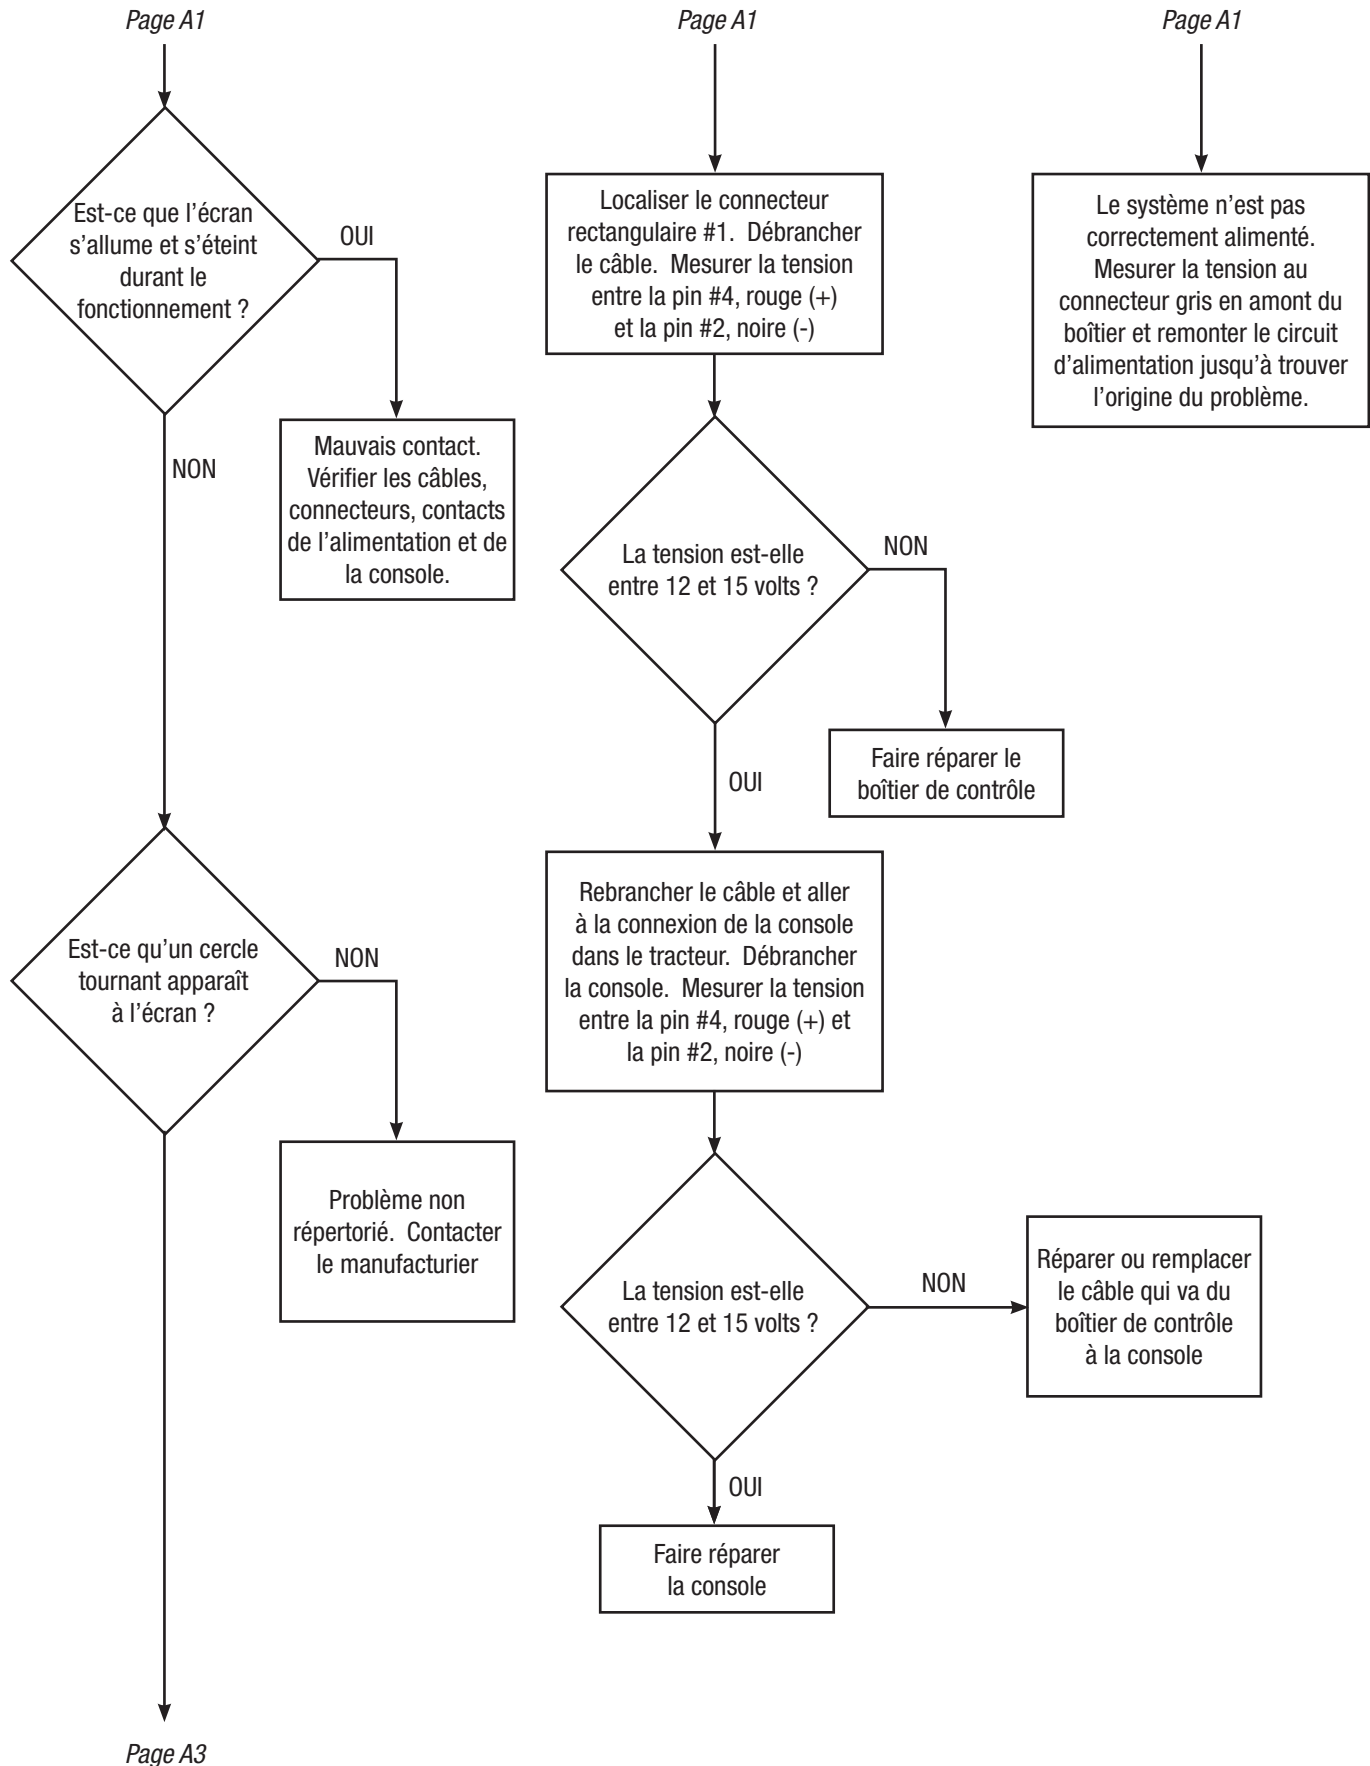 Page A1
Est-ce que l'écran
s'allume et s'éteint
durant le
fonctionnement ?
OUI
Mauvais contact.
Vérifier les câbles,
connecteurs, contacts
de l'alimentation et de
la console.
NON
Est-ce qu'un cercle
tournant apparaît
à l'écran ?
NON
Problème non
répertorié.  Contacter
le manufacturier
Page A3
Page A1
Localiser le connecteur
rectangulaire #1.  Débrancher
le câble.  Mesurer la tension
entre la pin #4, rouge (+)
et la pin #2, noire (-)
La tension est-elle
entre 12 et 15 volts ?
NON
Faire réparer le
boîtier de contrôle
OUI
Rebrancher le câble et aller
à la connexion de la console
dans le tracteur.  Débrancher
la console.  Mesurer la tension
entre la pin #4, rouge (+) et
la pin #2, noire (-)
La tension est-elle
entre 12 et 15 volts ?
NON
Réparer ou remplacer
le câble qui va du
boîtier de contrôle
à la console
OUI
Faire réparer
la console
Page A1
Le système n'est pas
correctement alimenté.
Mesurer la tension au
connecteur gris en amont du
boîtier et remonter le circuit
d'alimentation jusqu'à trouver
l'origine du problème.